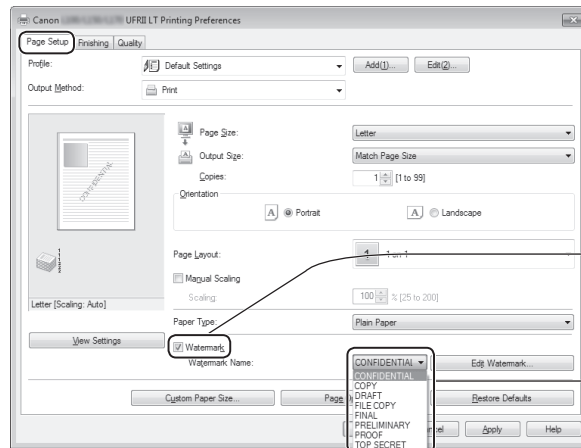 Canon UFRII LT Printing Preferences
Page Setup Finishing Quality
Profile: Default Settings Add(1)... Edit(2)...
Output Method: Print
Page Size: Letter
Output Size: Match Page Size
Copies: 1 [1 to 99]
Orientation
A Portrait A Landscape
CONFIDENTIAL
Page Layout: 1 1 on 1
Manual Scaling
Scaling: 100 % [25 to 200]
Letter [Scaling: Auto]
Paper Type: Plain Paper
View Settings
Watermark
Watermark Name: CONFIDENTIAL Edit Watermark...
CONFIDENTIAL
COPY
DRAFT
FILE COPY
FINAL
PRELIMINARY
PROOF
TOP SECRET
Custom Paper Size... Page Restore Defaults
Apply Help